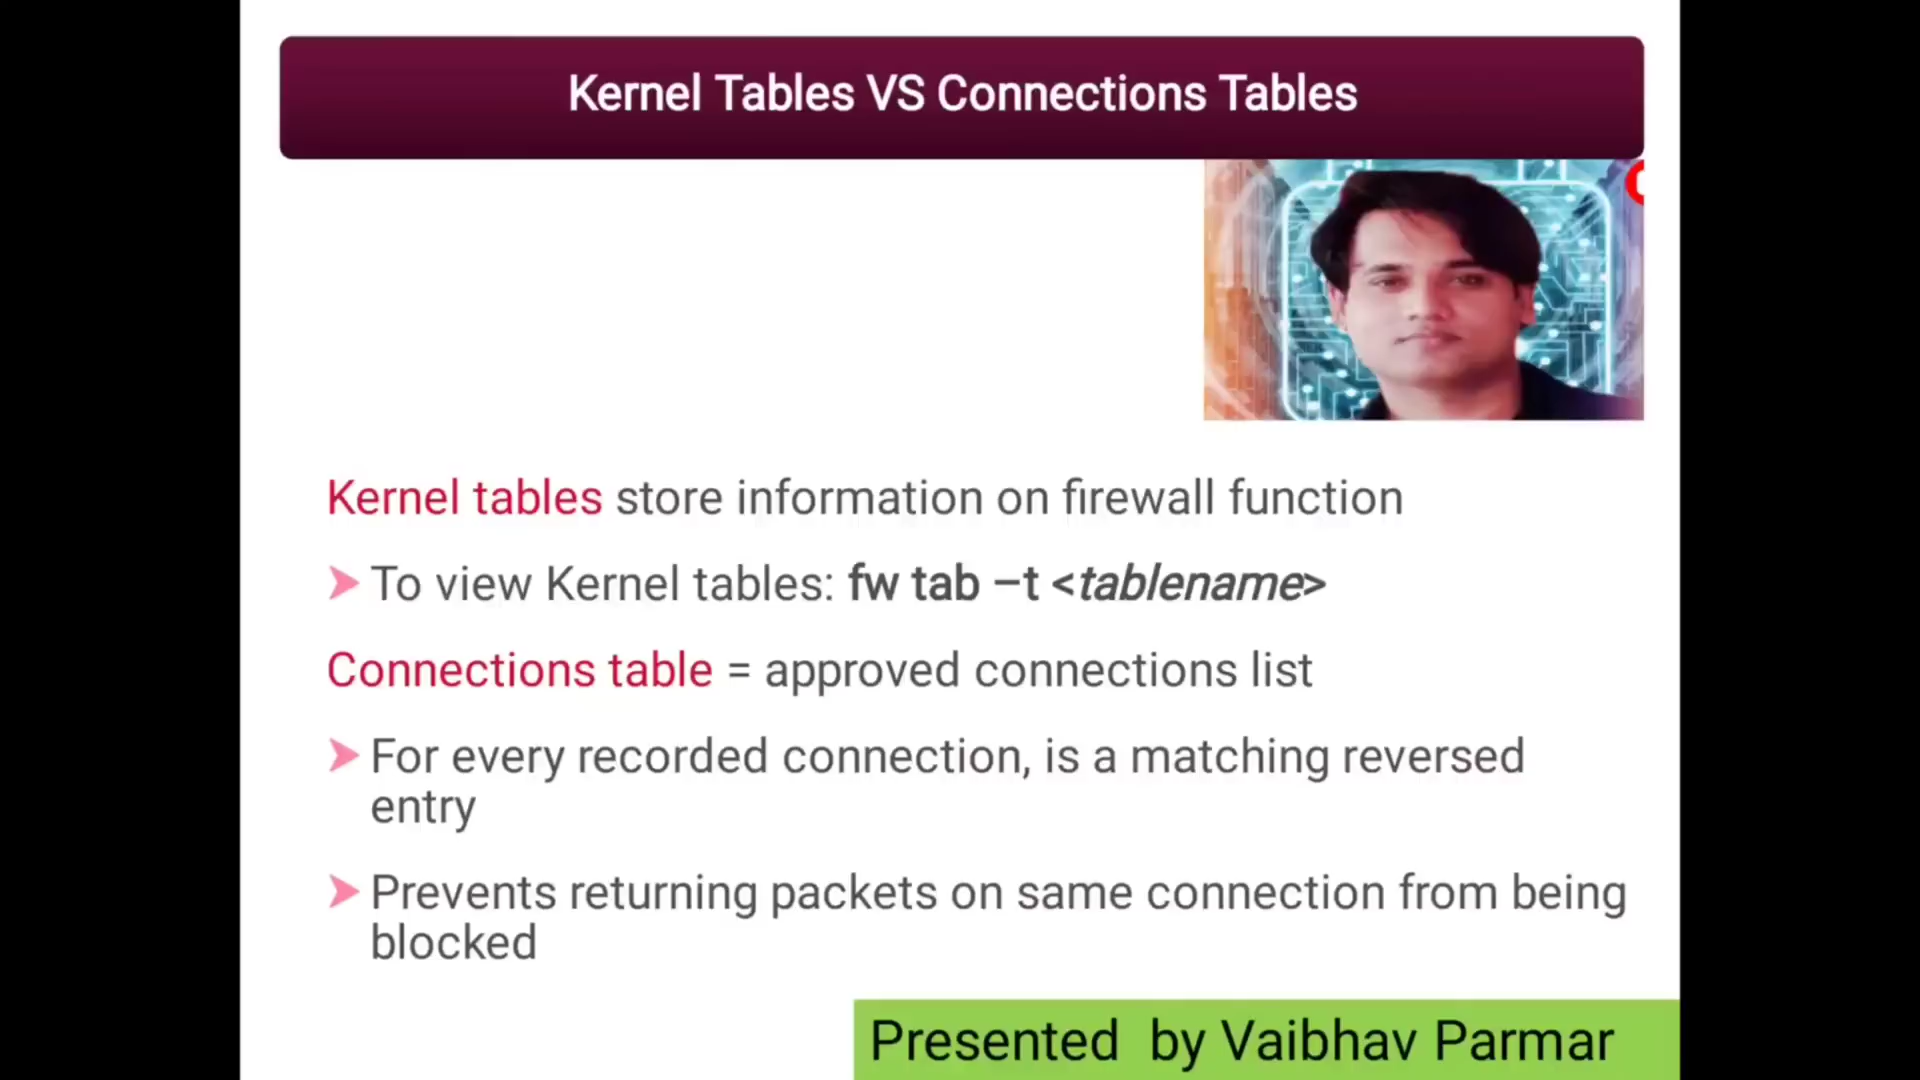 Kernel Tables VS Connections Tables
Kernel tables store information on firewall function
➤ To view Kernel tables: fw tab –t <tablename>
Connections table = approved connections list
➤ For every recorded connection, is a matching reversed
entry
➤ Prevents returning packets on same connection from being
blocked
Presented by Vaibhav Parmar